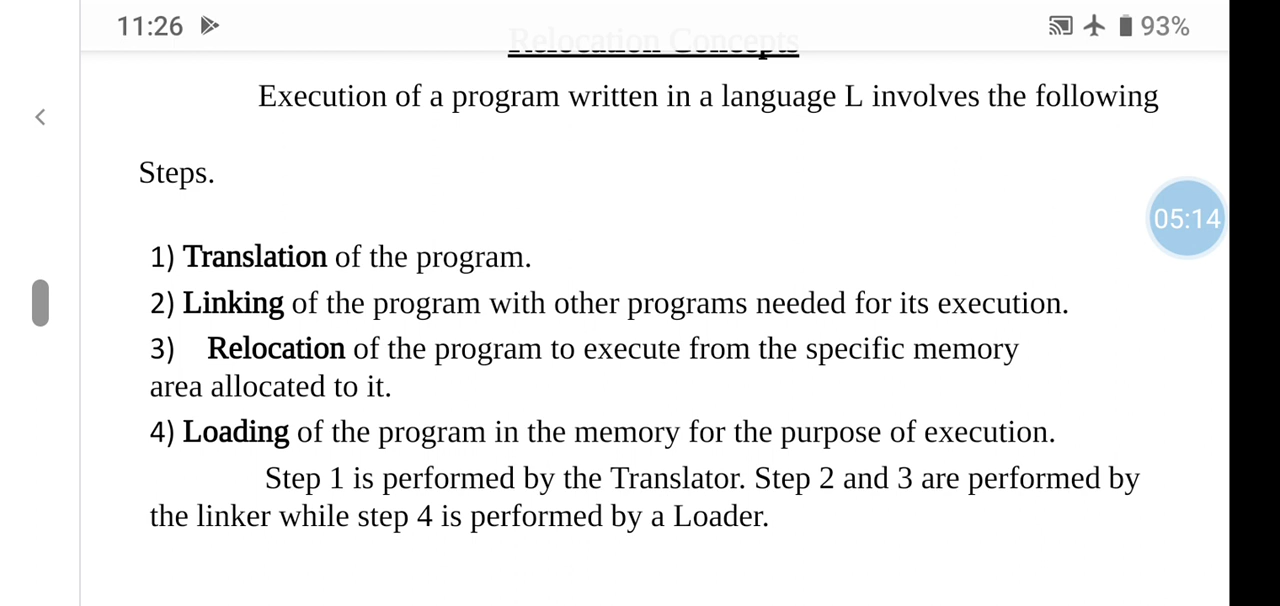 11:26
93%
Relocation Concepts
Execution of a program written in a language L involves the following
Steps.
05:14
1) Translation of the program.
2) Linking of the program with other programs needed for its execution.
3) Relocation of the program to execute from the specific memory
area allocated to it.
4) Loading of the program in the memory for the purpose of execution.
Step 1 is performed by the Translator. Step 2 and 3 are performed by
the linker while step 4 is performed by a Loader.